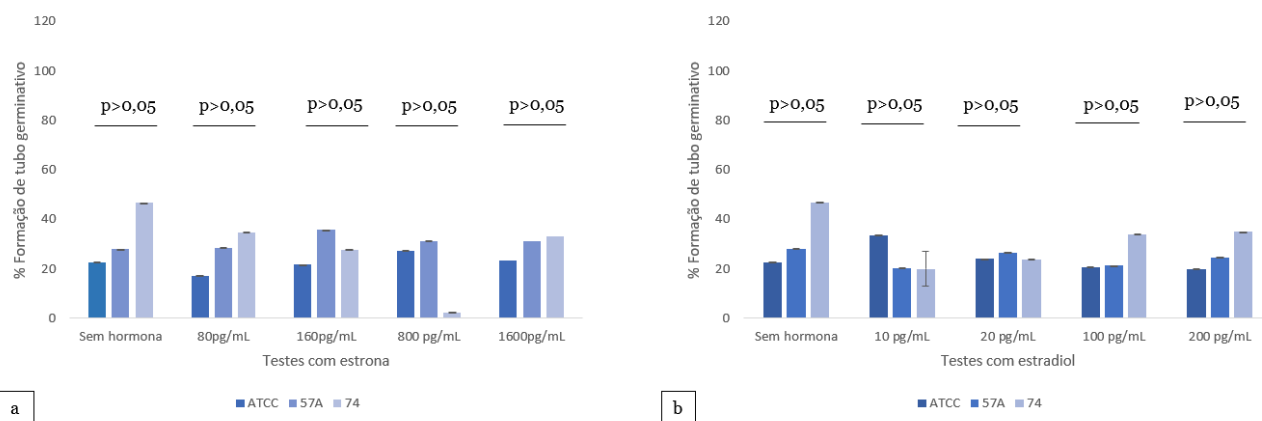 120
100
80
60
40
20
0
% Formação de tubo germinativo
p>0,05
p>0,05
p>0,05
p>0,05
p>0,05
Sem hormona
80pg/mL
160pg/mL
800 pg/mL
1600pg/mL
Testes com estrona
ATCC 57A 74
a
120
100
80
60
40
20
0
% Formação de tubo germinativo
p>0,05
p>0,05
p>0,05
p>0,05
p>0,05
Sem hormona
10 pg/mL
20 pg/mL
100 pg/mL
200 pg/mL
Testes com estradiol
ATCC 57A 74
b